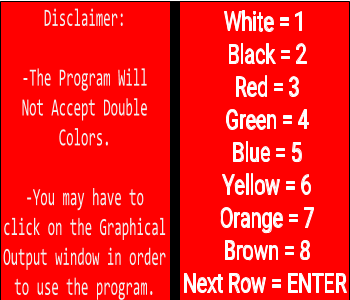 Disclaimer:
-The Program Will
Not Accept Double
Colors.
-You may have to
click on the Graphical
Output window in order
to use the program.
White = 1
Black = 2
Red = 3
Green = 4
Blue = 5
Yellow = 6
Orange = 7
Brown = 8
Next Row = ENTER